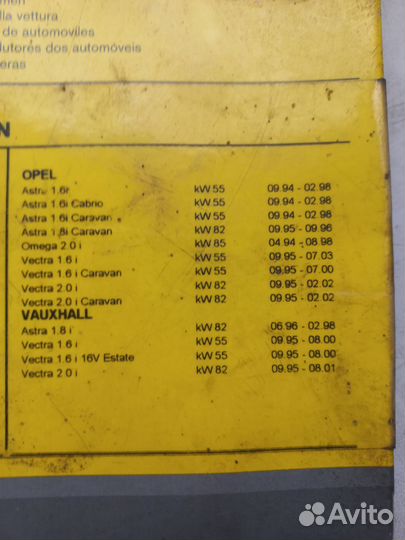 lla vettura
de automoviles
dutores dos automóveis
eras
N
OPEL
Astra 1.6i kW 55 09.94 - 02.98
Astra 1.6i Cabrio kW 55 09.94 - 02.98
Astra 1.6i Caravan kW 55 09.94 - 02.98
Astra 1.8i Caravan kW 82 09.95 - 09.96
Omega 2.0 i kW 85 04.94 - 08.98
Vectra 1.6 i kW 55 09.95 - 07.03
Vectra 1.6 i Caravan kW 55 09.95 - 07.00
Vectra 2.0 i kW 82 09.95 - 02.02
Vectra 2.0 i Caravan kW 82 09.95 - 02.02
VAUXHALL
Astra 1.8 i kW 82 06.96 - 02.98
Vectra 1.6 i kW 55 09.95 - 08.00
Vectra 1.6 i 16V Estate kW 55 09.95 - 08.00
Vectra 2.0 i kW 82 09.95 - 08.01
Avito